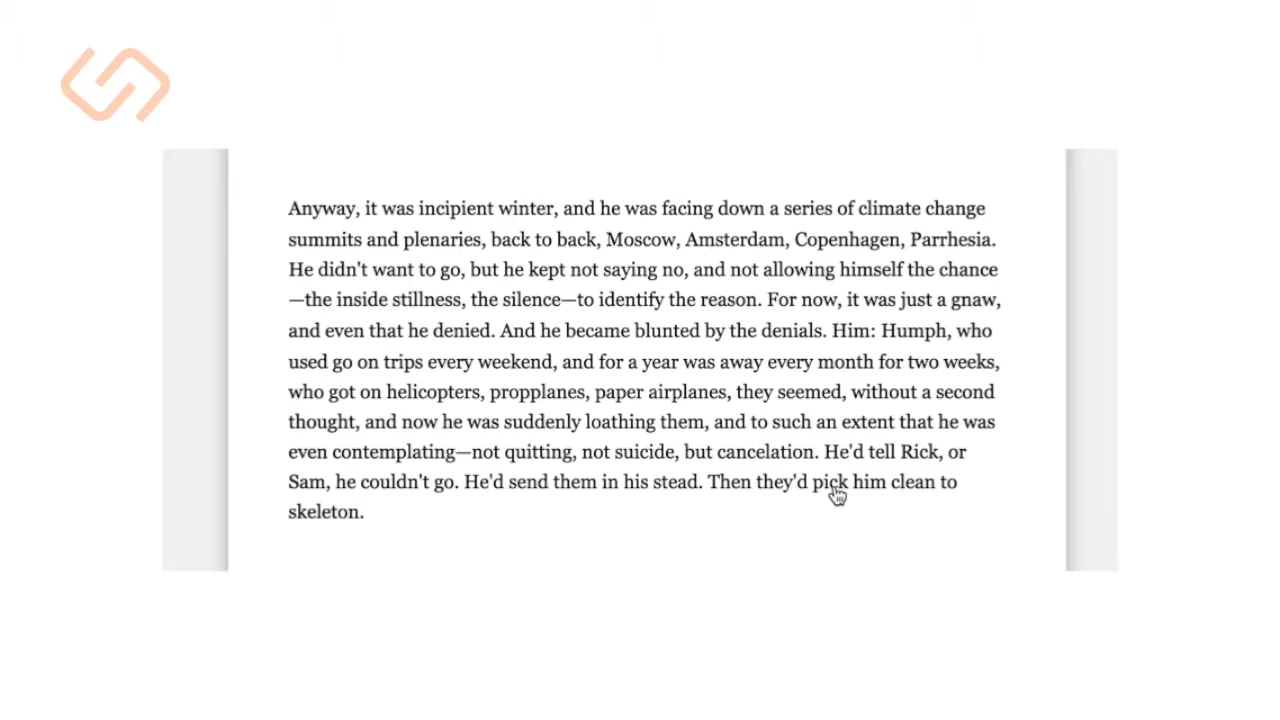 Anyway, it was incipient winter, and he was facing down a series of climate change
summits and plenaries, back to back, Moscow, Amsterdam, Copenhagen, Parrhesia.
He didn't want to go, but he kept not saying no, and not allowing himself the chance
—the inside stillness, the silence—to identify the reason. For now, it was just a gnaw,
and even that he denied. And he became blunted by the denials. Him: Humph, who
used go on trips every weekend, and for a year was away every month for two weeks,
who got on helicopters, propplanes, paper airplanes, they seemed, without a second
thought, and now he was suddenly loathing them, and to such an extent that he was
even contemplating—not quitting, not suicide, but cancelation. He'd tell Rick, or
Sam, he couldn't go. He'd send them in his stead. Then they'd pick him clean to
skeleton.